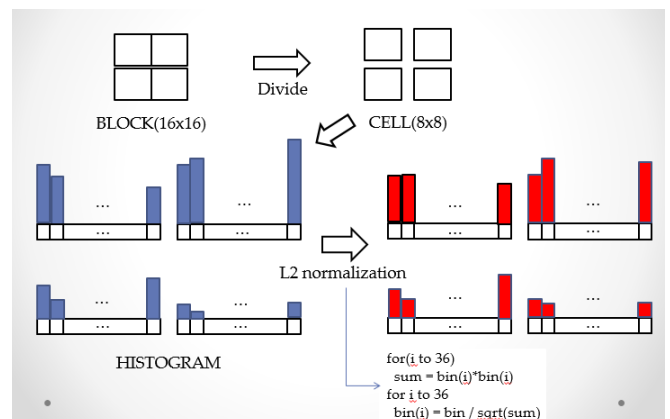 Divide
BLOCK(16x16)
CELL(8x8)
...
...
...
...
...
...
...
...
L2 normalization
...
...
...
...
...
...
...
...
HISTOGRAM
for(i to 36)
sum = bin(i)*bin(i)
for i to 36
bin(i) = bin / sqrt(sum)